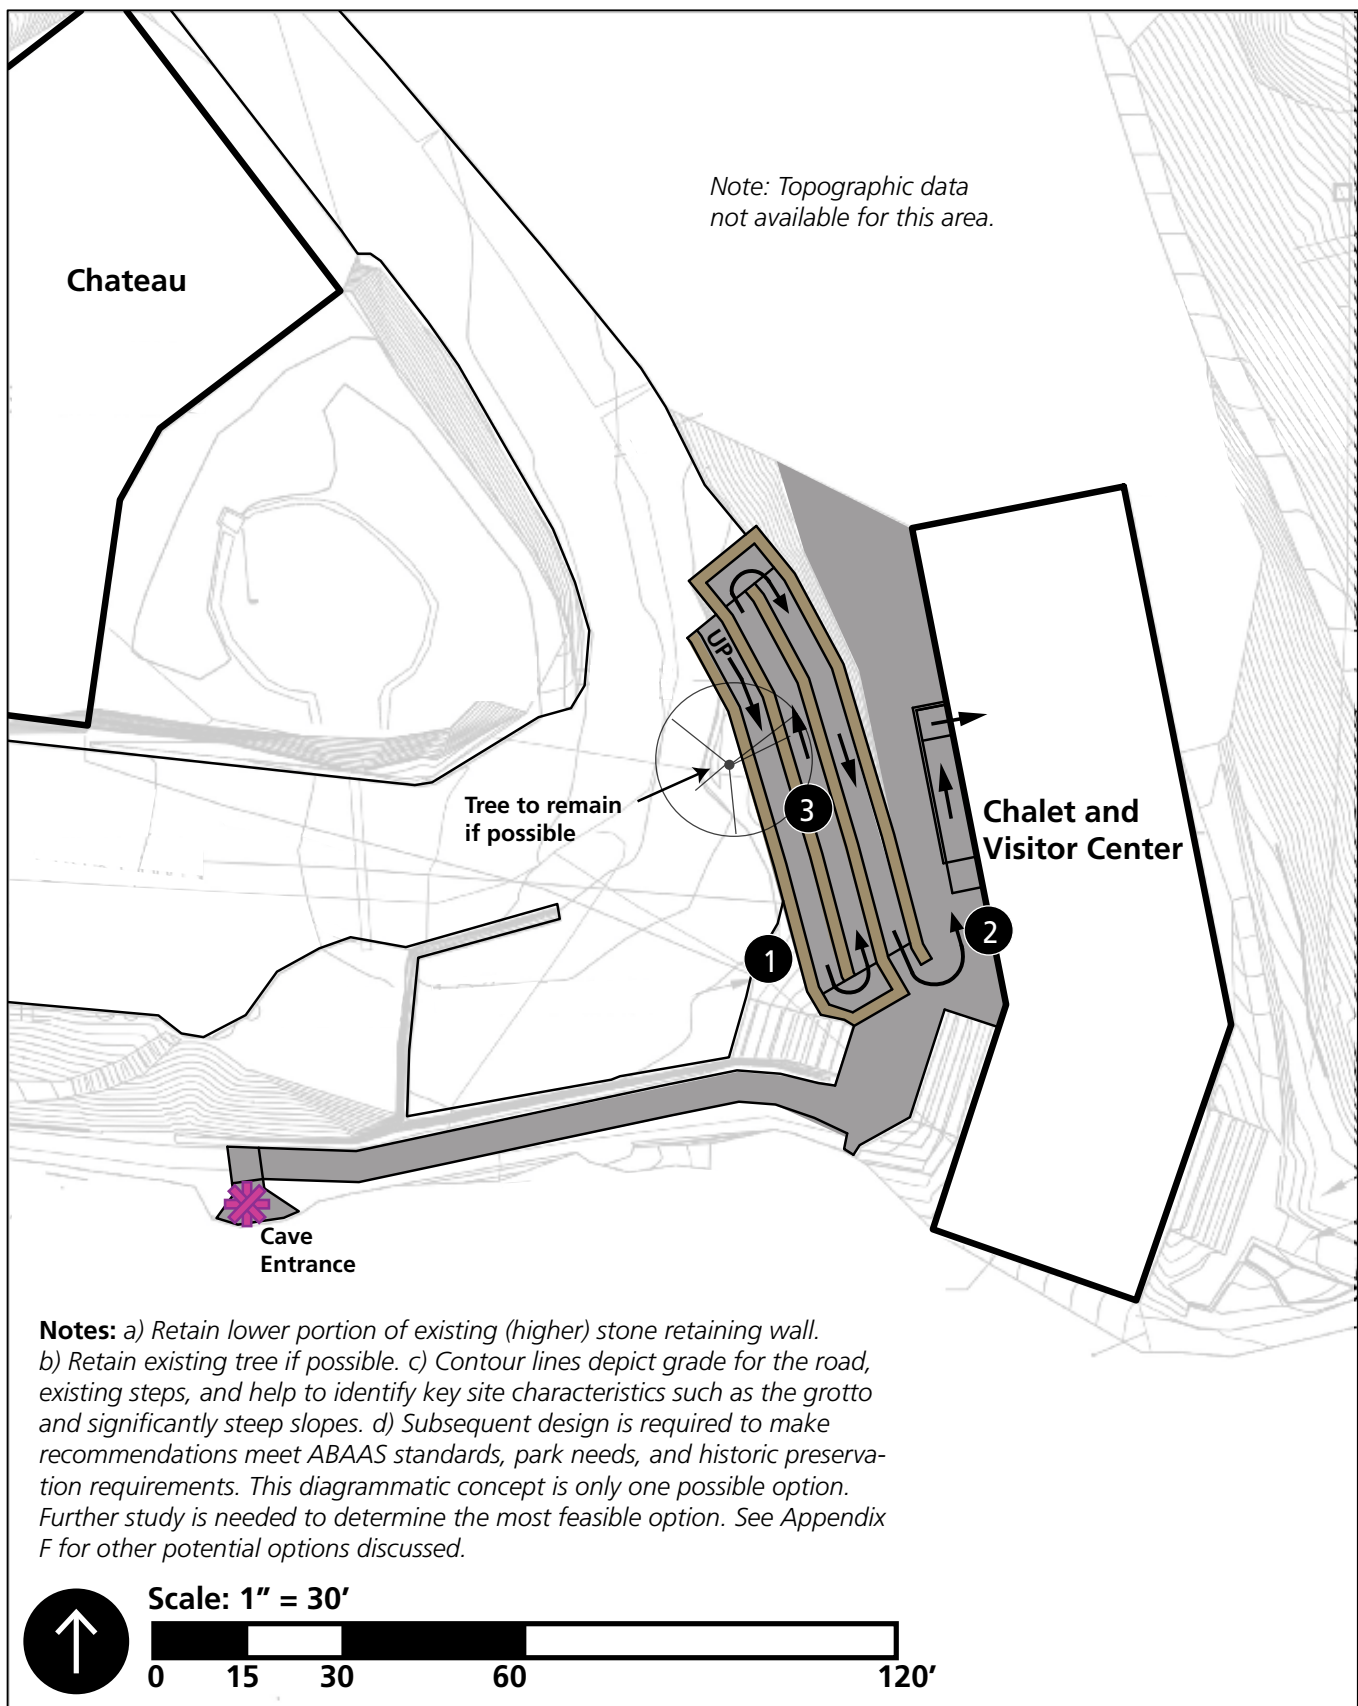 Note: Topographic data
not available for this area.
Chateau
UP
Tree to remain
if possible
3
Chalet and
Visitor Center
2
1
Cave
Entrance
Notes: a) Retain lower portion of existing (higher) stone retaining wall.
b) Retain existing tree if possible. c) Contour lines depict grade for the road,
existing steps, and help to identify key site characteristics such as the grotto
and significantly steep slopes. d) Subsequent design is required to make
recommendations meet ABAAS standards, park needs, and historic preserva-
tion requirements. This diagrammatic concept is only one possible option.
Further study is needed to determine the most feasible option. See Appendix
F for other potential options discussed.
Scale: 1” = 30’
0 15 30 60 120’